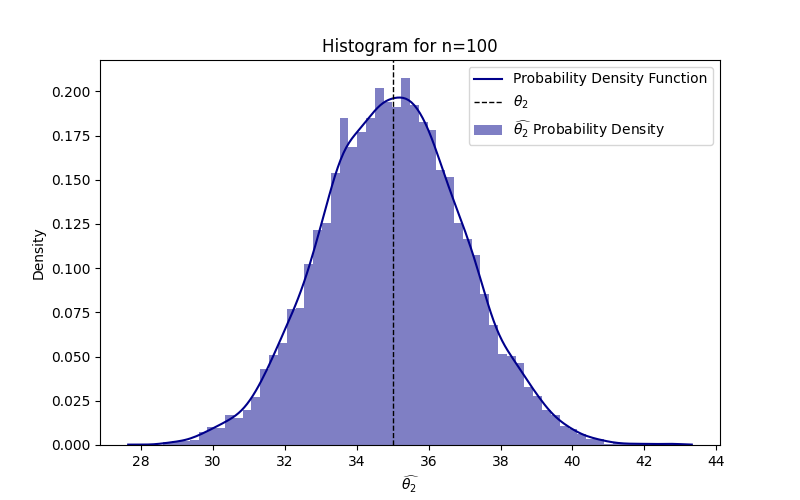 Histogram for n=100
Probability Density Function
θ₂
θ̂₂ Probability Density
Density
0.200
0.175
0.150
0.125
0.100
0.075
0.050
0.025
0.000
28 30 32 34 36 38 40 42 44
θ̂₂